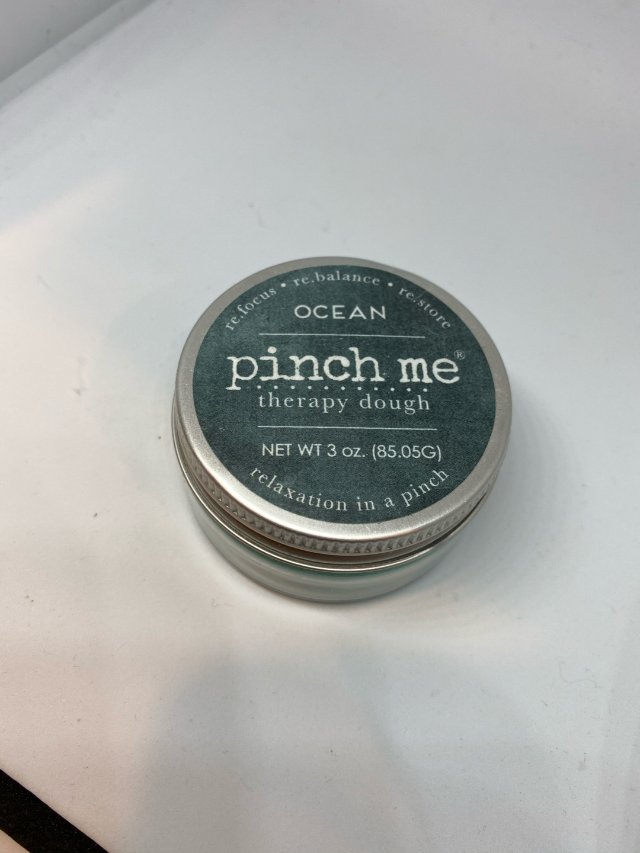 re.focus • re.balance • re.store
OCEAN
pinch me®
therapy dough
NET WT 3 oz. (85.05G)
relaxation in a pinch